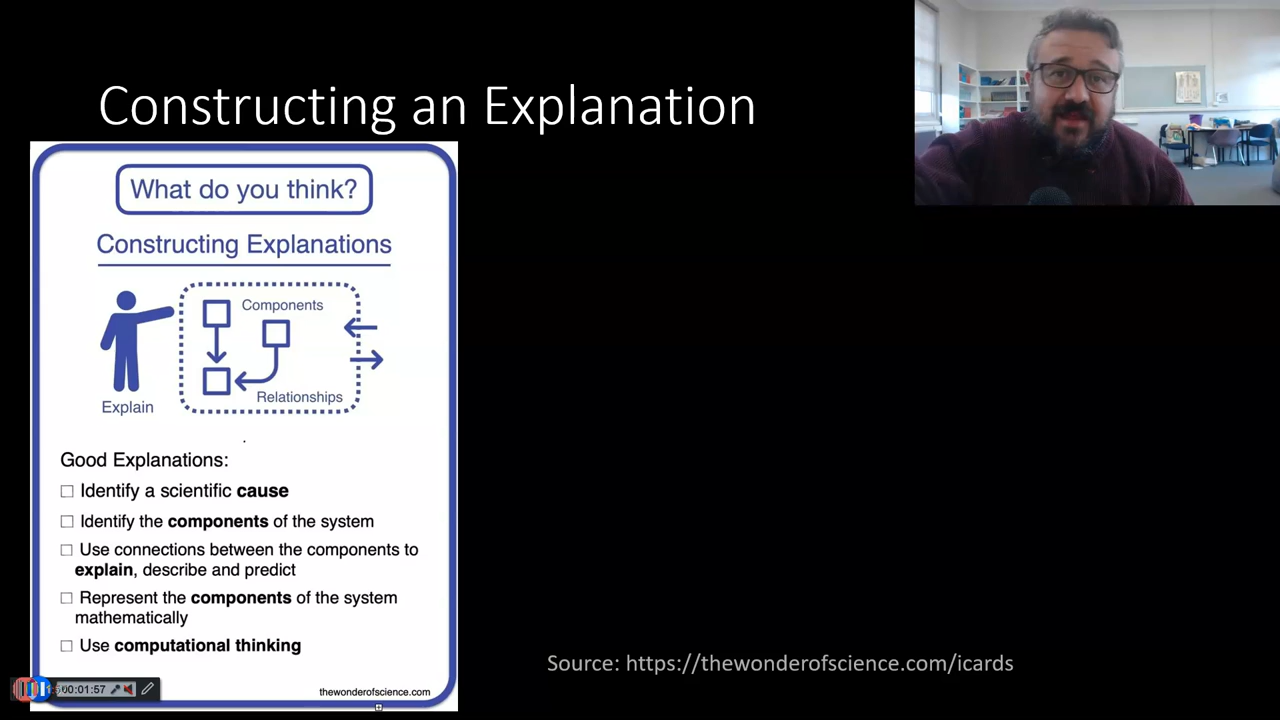 Constructing an Explanation
What do you think?
Constructing Explanations
Components
Relationships
Explain
Good Explanations:
☐ Identify a scientific cause
☐ Identify the components of the system
☐ Use connections between the components to
explain, describe and predict
☐ Represent the components of the system
mathematically
☐ Use computational thinking
Source: https://thewonderofscience.com/icards
00:01:57
thewonderofscience.com